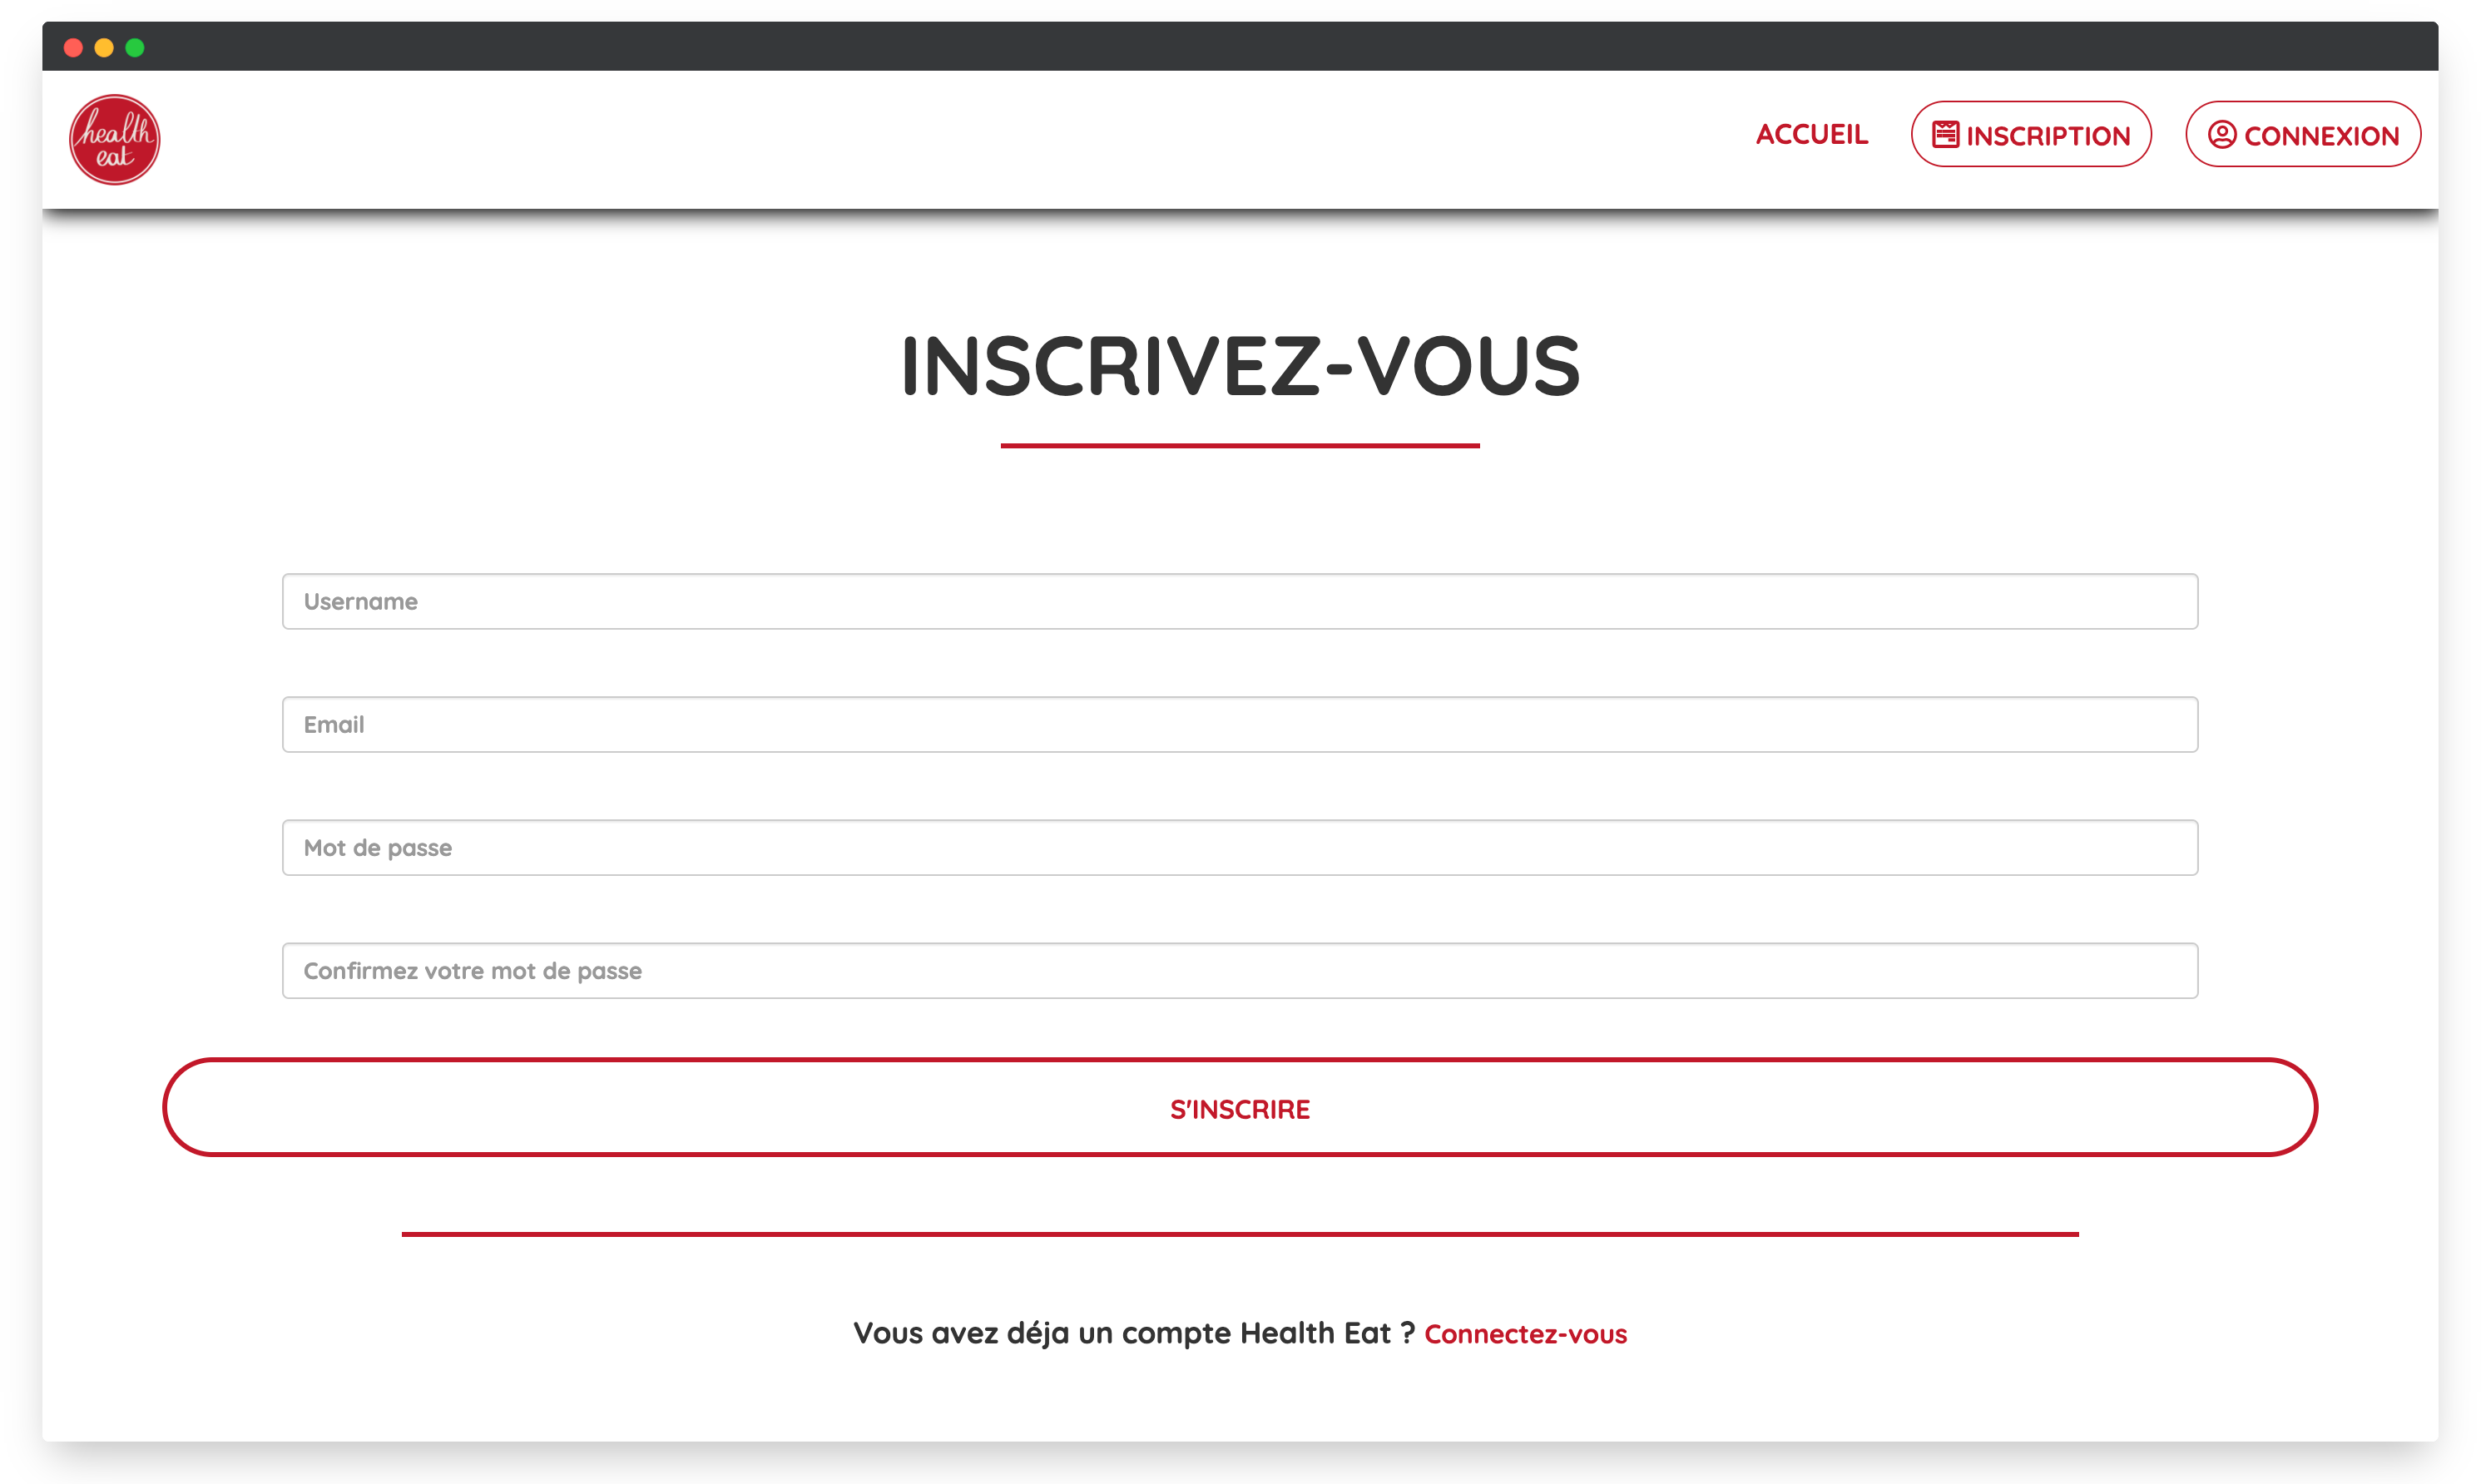 health
eat
ACCUEIL
INSCRIPTION
CONNEXION
INSCRIVEZ-VOUS
Username
Email
Mot de passe
Confirmez votre mot de passe
S'INSCRIRE
Vous avez déja un compte Health Eat ? Connectez-vous